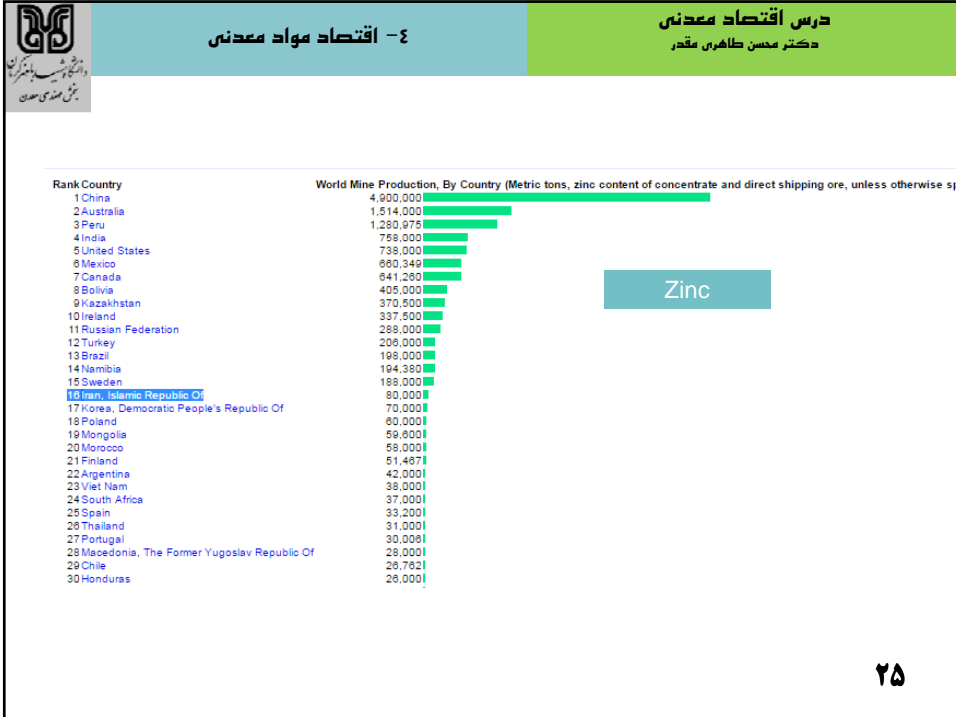 درس اقتصاد معدنی
دکتر محسن طاهری مقدر
۴- اقتصاد مواد معدنی
بخش مهندسی معدن
Rank Country World Mine Production, By Country (Metric tons, zinc content of concentrate and direct shipping ore, unless otherwise sp
1 China 4,900,000
2 Australia 1,514,000
3 Peru 1,280,975
4 India 758,000
5 United States 738,000
6 Mexico 660,349
7 Canada 641,260
8 Bolivia 405,000
9 Kazakhstan 370,500
10 Ireland 337,500
11 Russian Federation 288,000
12 Turkey 206,000
13 Brazil 198,000
14 Namibia 194,380
15 Sweden 188,000
16 Iran, Islamic Republic Of 80,000
17 Korea, Democratic People's Republic Of 70,000
18 Poland 60,000
19 Mongolia 59,600
20 Morocco 58,000
21 Finland 51,467
22 Argentina 42,000
23 Viet Nam 38,000
24 South Africa 37,000
25 Spain 33,200
26 Thailand 31,000
27 Portugal 30,006
28 Macedonia, The Former Yugoslav Republic Of 28,000
29 Chile 26,762
30 Honduras 26,000
Zinc
۲۵